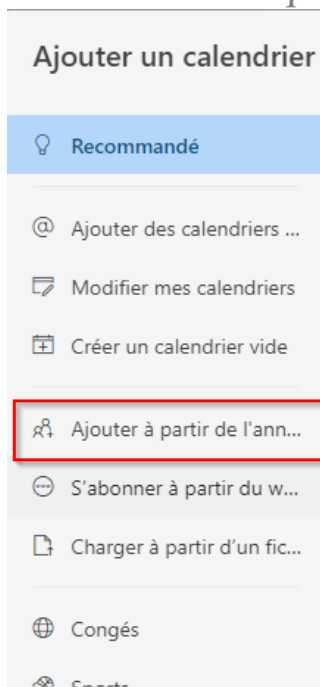 Ajouter un calendrier
Recommandé
Ajouter des calendriers ...
Modifier mes calendriers
Créer un calendrier vide
Ajouter à partir de l'ann...
S'abonner à partir du w...
Charger à partir d'un fic...
Congés
Sports